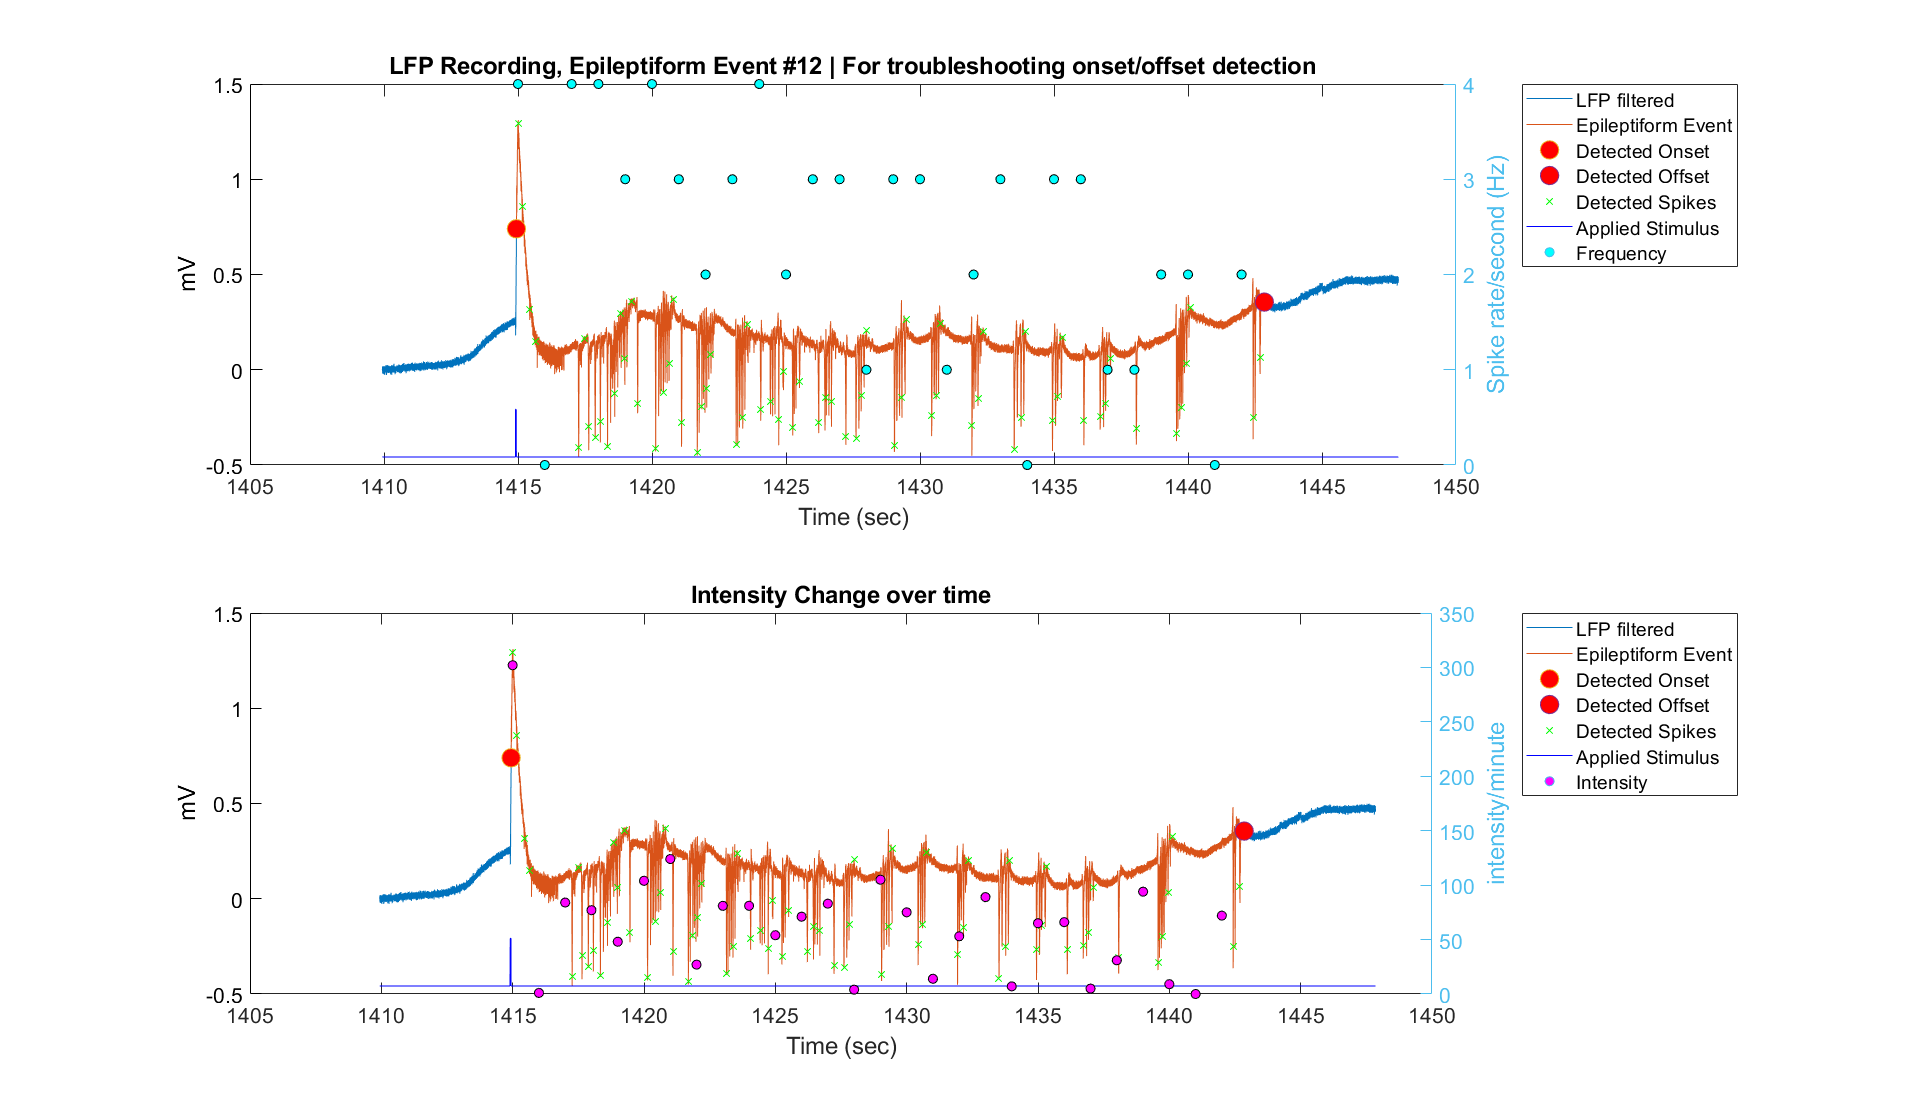 LFP Recording, Epileptiform Event #12 | For troubleshooting onset/offset detection
1.5
1
0.5
0
-0.5
mV
4
3
2
1
0
Spike rate/second (Hz)
1405 1410 1415 1420 1425 1430 1435 1440 1445 1450
Time (sec)
LFP filtered
Epileptiform Event
Detected Onset
Detected Offset
Detected Spikes
Applied Stimulus
Frequency
Intensity Change over time
1.5
1
0.5
0
-0.5
mV
350
300
250
200
150
100
50
0
intensity/minute
1405 1410 1415 1420 1425 1430 1435 1440 1445 1450
Time (sec)
LFP filtered
Epileptiform Event
Detected Onset
Detected Offset
Detected Spikes
Applied Stimulus
Intensity